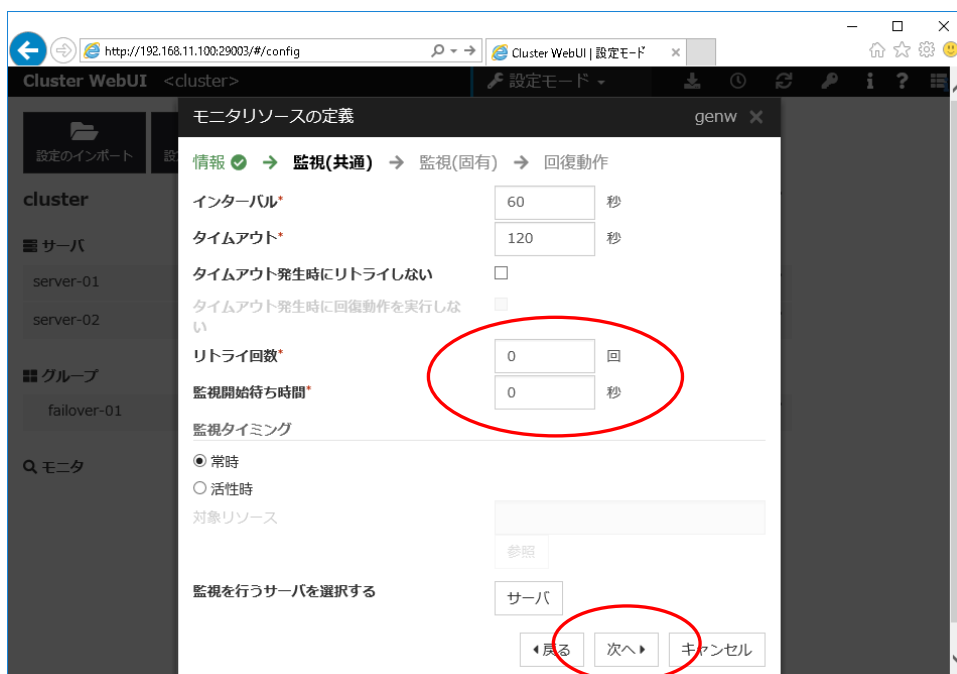 http://192.168.11.100:29003/#/config
Cluster WebUI | 設定モード
Cluster WebUI <cluster>
設定モード
モニタリソースの定義 genw
設定のインポート
設
情報 → 監視(共通) → 監視(固有) → 回復動作
cluster
インターバル* 60 秒
サーバ
タイムアウト* 120 秒
server-01
タイムアウト発生時にリトライしない
server-02
タイムアウト発生時に回復動作を実行しな
い
リトライ回数* 0 回
グループ
監視開始待ち時間* 0 秒
failover-01
監視タイミング
モニタ
常時
活性時
対象リソース
参照
監視を行うサーバを選択する サーバ
戻る 次へ キャンセル